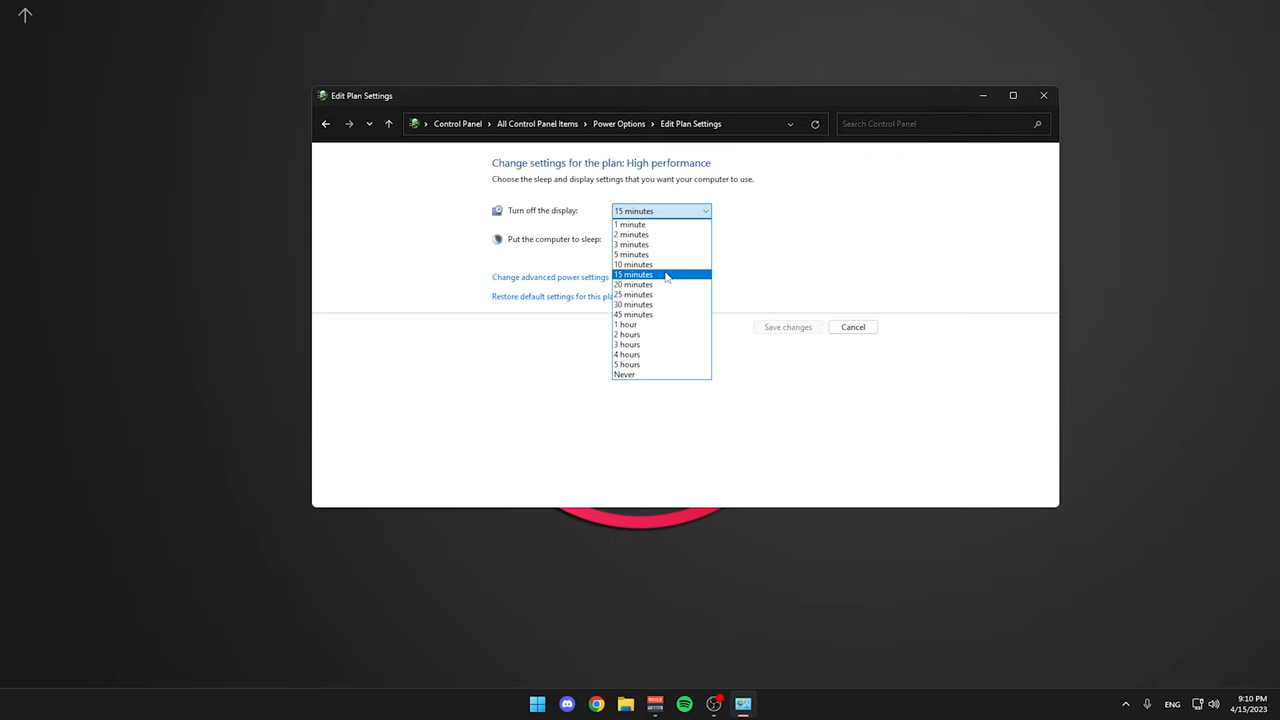 Edit Plan Settings
Control Panel > All Control Panel Items > Power Options > Edit Plan Settings
Search Control Panel
Change settings for the plan: High performance
Choose the sleep and display settings that you want your computer to use.
Turn off the display:
15 minutes
1 minute
2 minutes
Put the computer to sleep:
3 minutes
5 minutes
10 minutes
Change advanced power settings
15 minutes
20 minutes
Restore default settings for this pla
25 minutes
30 minutes
45 minutes
1 hour
Save changes
Cancel
2 hours
3 hours
4 hours
5 hours
Never
VOICE
MEETER
ENG
9:10 PM
4/15/2023